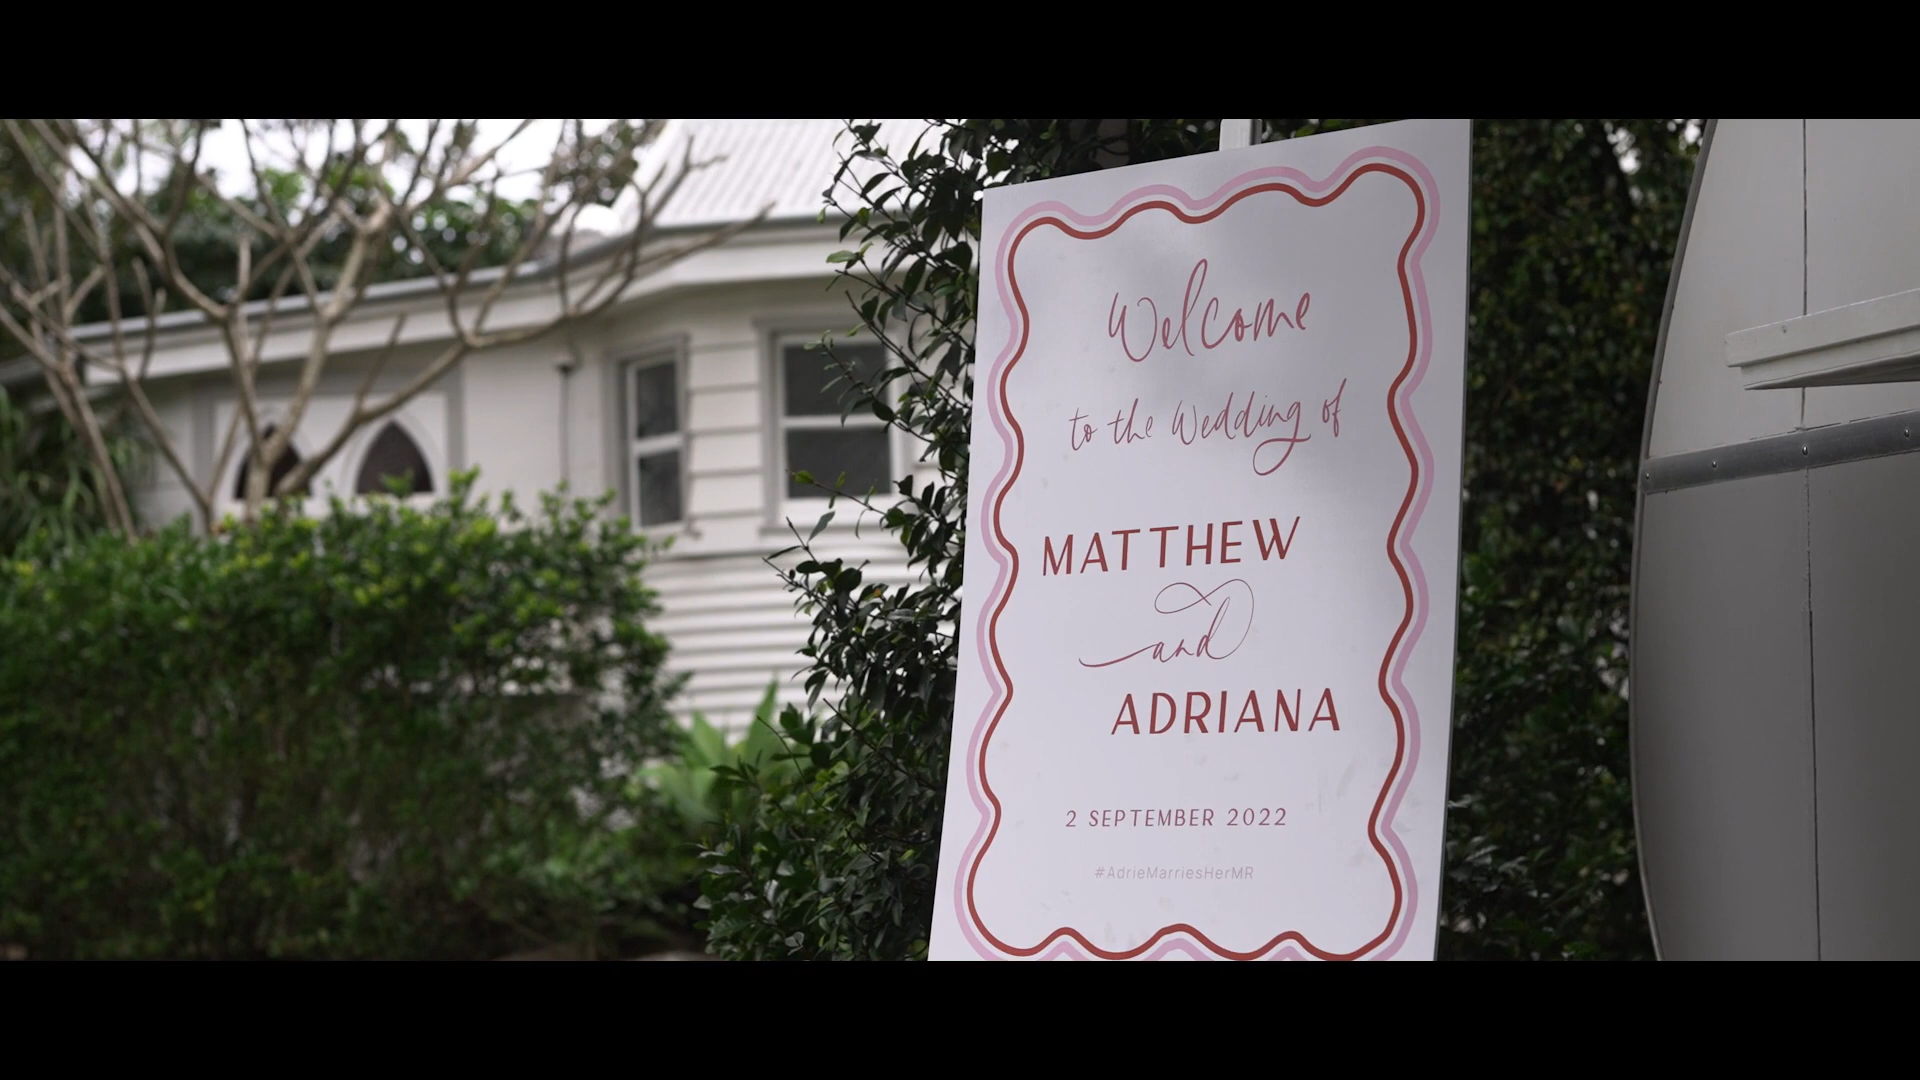 Welcome
to the Wedding of
MATTHEW
and
ADRIANA
2 SEPTEMBER 2022
#AdrieMarriesHerMR